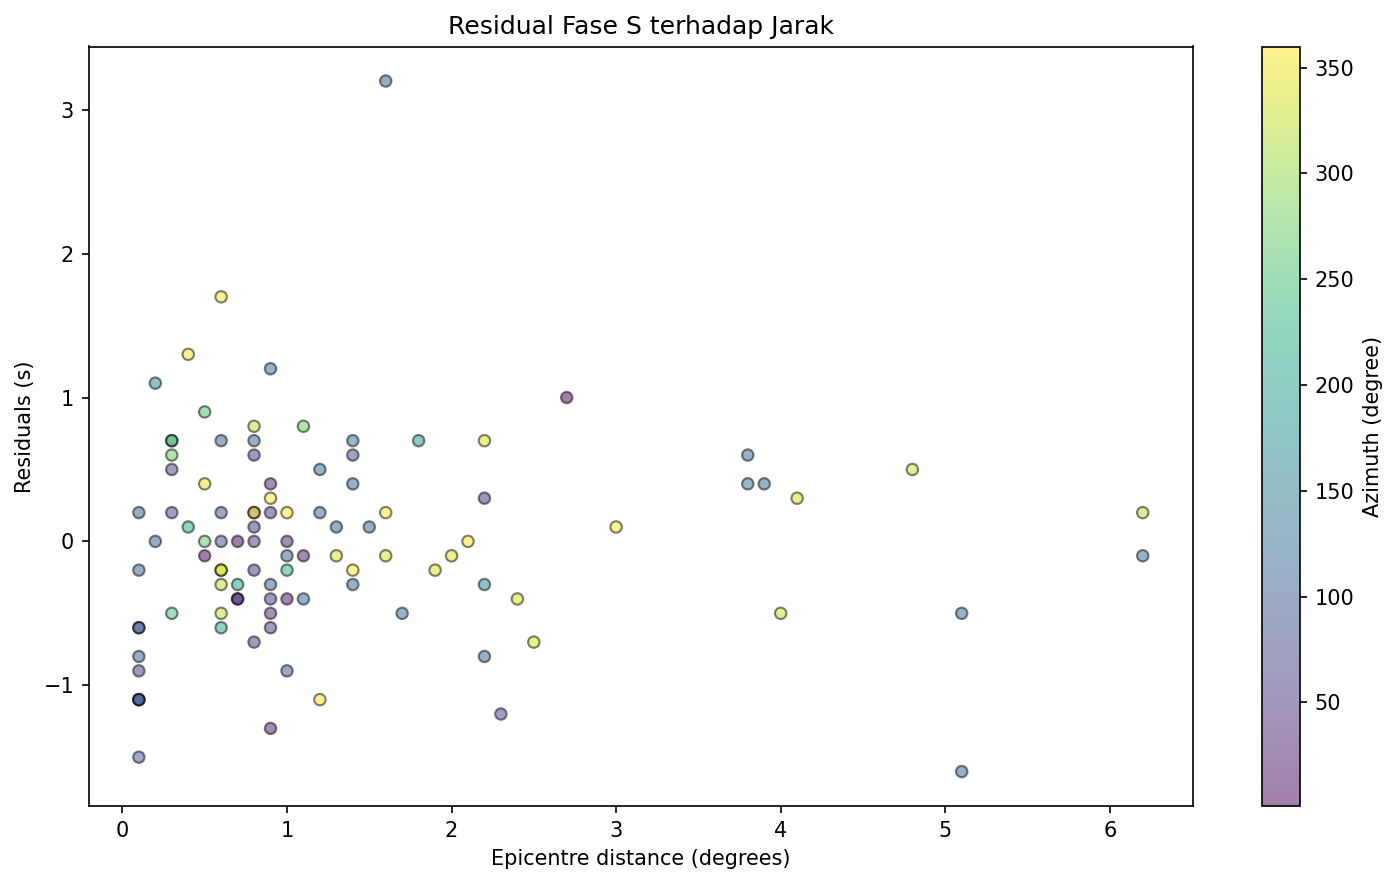 Residual Fase S terhadap Jarak
Residuals (s)
3
2
1
0
−1
0 1 2 3 4 5 6
Epicentre distance (degrees)
350
300
250
200
150
100
50
Azimuth (degree)